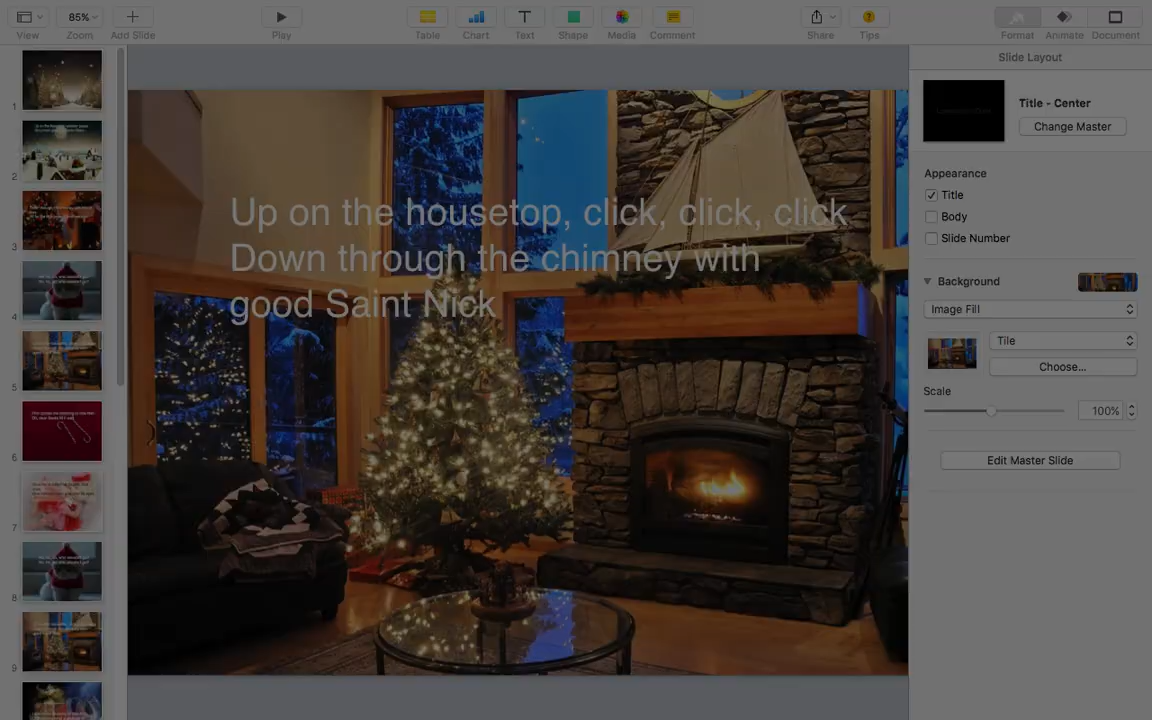 85%
View
Zoom
Add Slide
Play
Table
Chart
Text
Shape
Media
Comment
Share
Tips
Format
Animate
Document
1
2
3
4
5
6
7
8
9
Up on the housetop, click, click, click
Down through the chimney with
good Saint Nick
Slide Layout
Title - Center
Change Master
Appearance
Title
Body
Slide Number
Background
Image Fill
Tile
Choose...
Scale
100%
Edit Master Slide